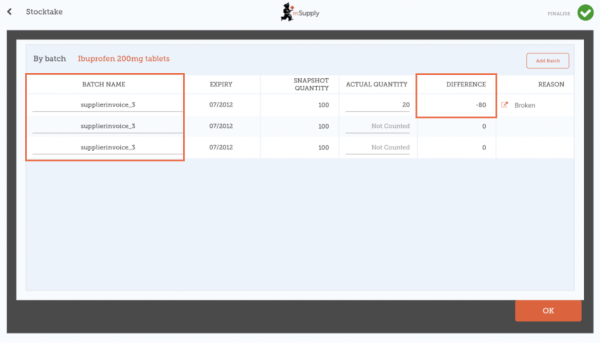 Stocktake
mSupply
FINALISE
By batch Ibuprofen 200mg tablets
Add Batch
BATCH NAME EXPIRY SNAPSHOT QUANTITY ACTUAL QUANTITY DIFFERENCE REASON
supplierinvoice_3 07/2012 100 20 -80 Broken
supplierinvoice_3 07/2012 100 Not Counted 0
supplierinvoice_3 07/2012 100 Not Counted 0
OK